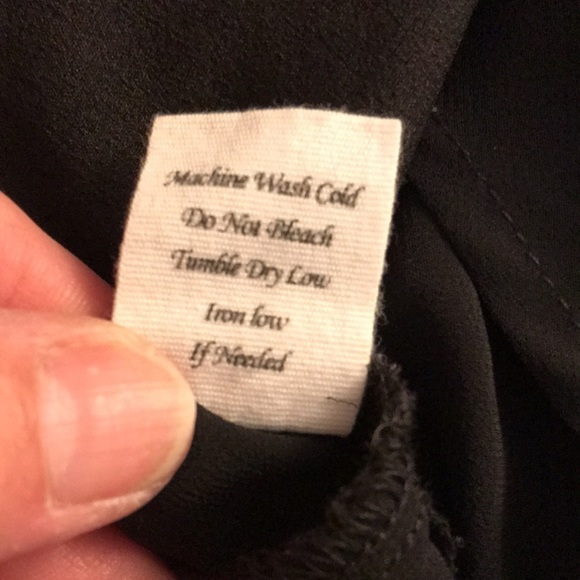 Machine Wash Cold
Do Not Bleach
Tumble Dry Low
Iron low
If Needed